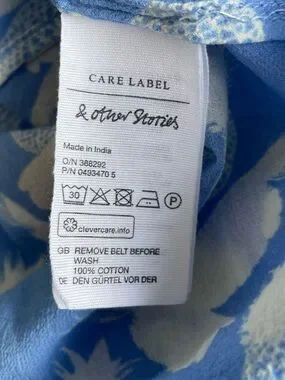 CARE LABEL
& other Stories
Made in India
O/N 388292
P/N 0493470 5
30 P
clevercare.info
GB REMOVE BELT BEFORE
WASH
100% COTTON
DE DEN GÜRTEL VOR DER